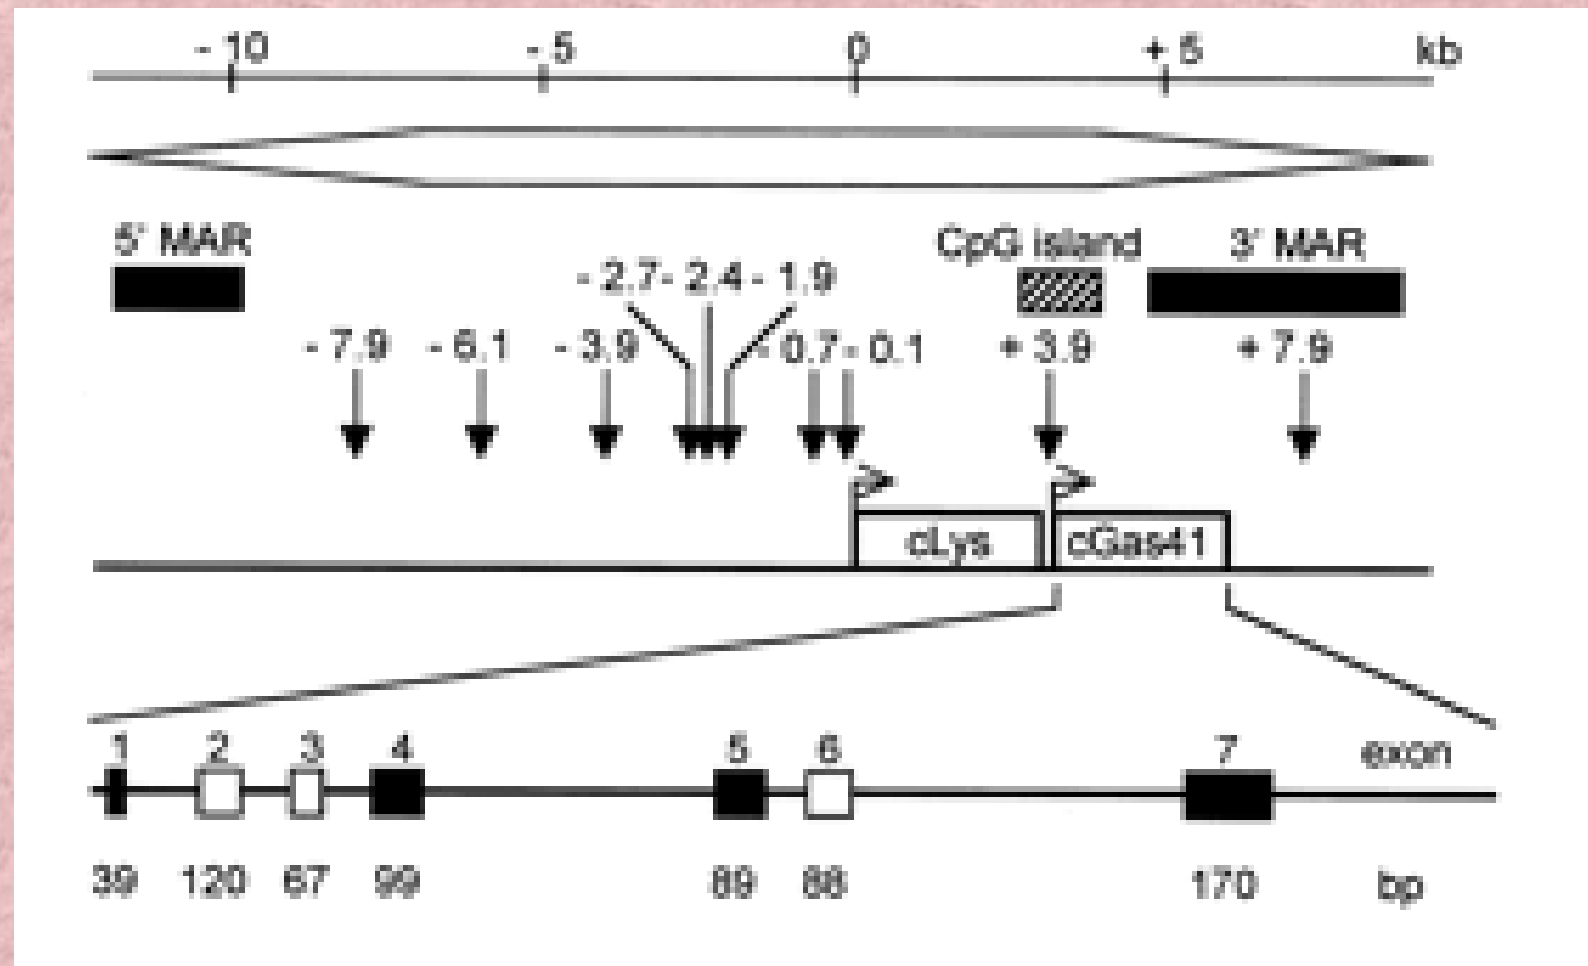 - 10 - 5 0 + 5 kb
5' MAR CpG island 3' MAR
- 2.7 - 2.4 - 1.9
- 7.9 - 6.1 - 3.9 - 0.7 - 0.1 + 3.9 + 7.9
cLys cGas41
1 2 3 4 5 6 7 exon
39 120 67 99 89 88 170 bp